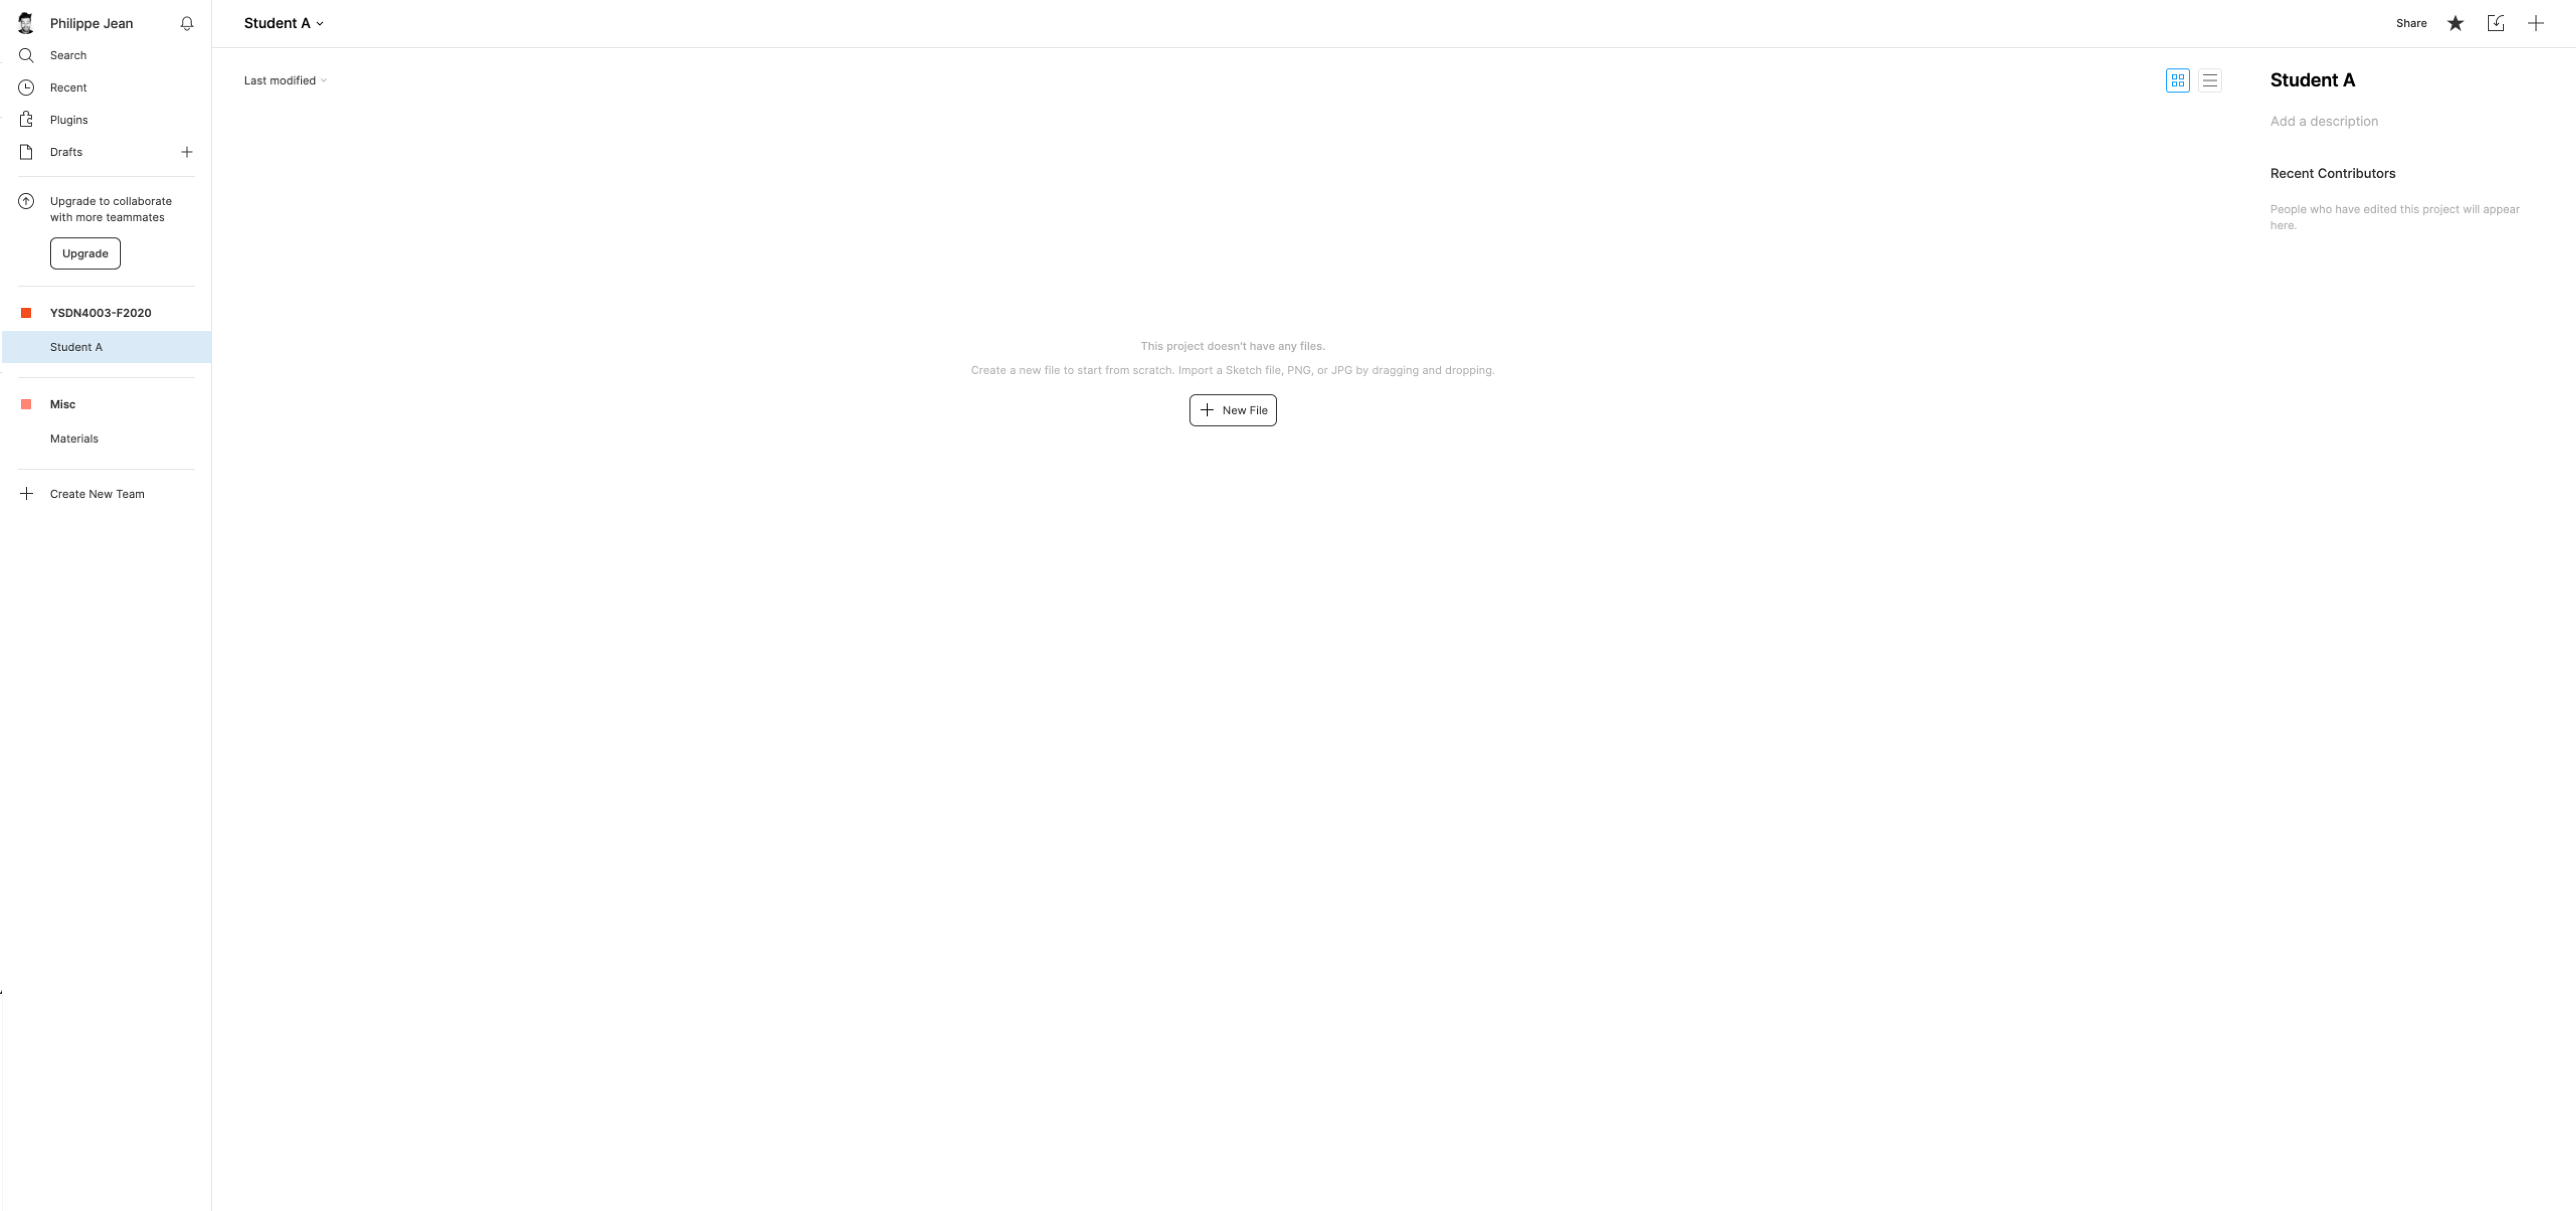 Philippe Jean
Search
Recent
Plugins
Drafts
Upgrade to collaborate
with more teammates
Upgrade
YSDN4003-F2020
Student A
Misc
Materials
Create New Team
Student A
Share
Last modified
This project doesn't have any files.
Create a new file to start from scratch. Import a Sketch file, PNG, or JPG by dragging and dropping.
New File
Student A
Add a description
Recent Contributors
People who have edited this project will appear
here.